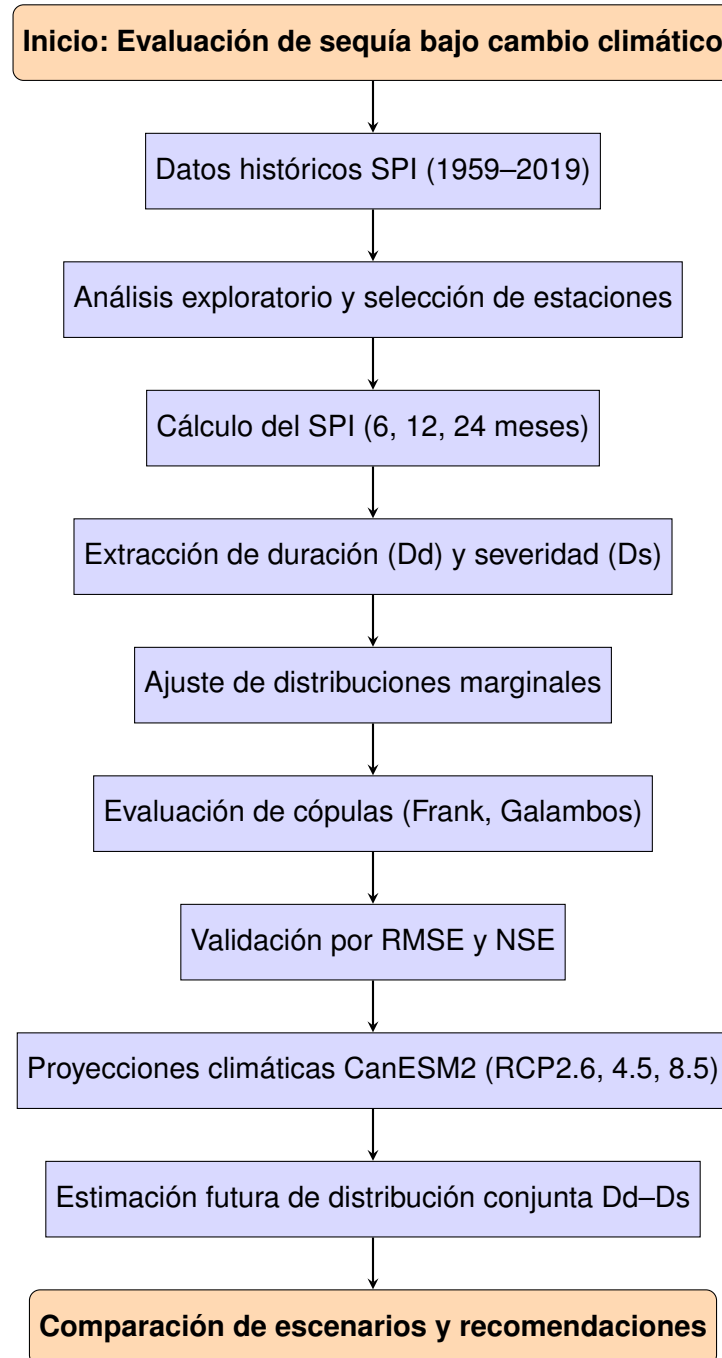 Inicio: Evaluación de sequía bajo cambio climático
Datos históricos SPI (1959–2019)
Análisis exploratorio y selección de estaciones
Cálculo del SPI (6, 12, 24 meses)
Extracción de duración (Dd) y severidad (Ds)
Ajuste de distribuciones marginales
Evaluación de cópulas (Frank, Galambos)
Validación por RMSE y NSE
Proyecciones climáticas CanESM2 (RCP2.6, 4.5, 8.5)
Estimación futura de distribución conjunta Dd–Ds
Comparación de escenarios y recomendaciones